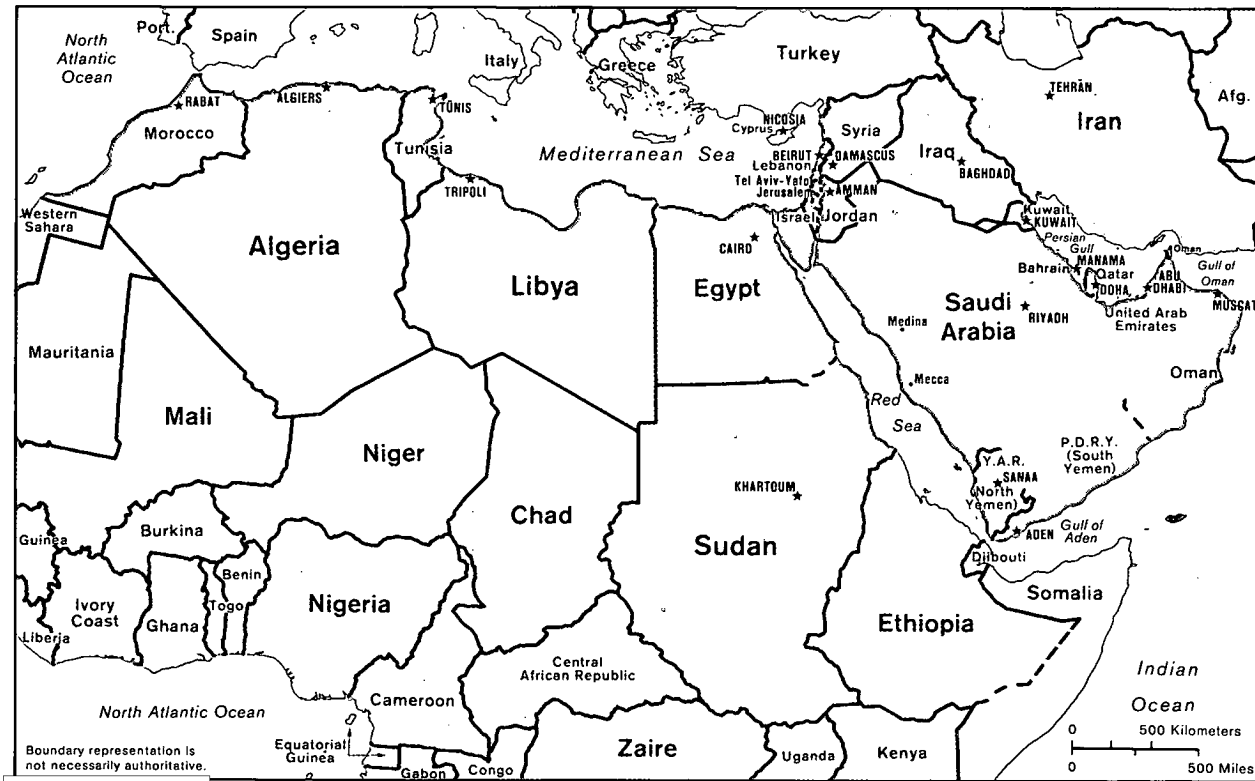 Port.
Spain
North
Atlantic
Ocean
Italy
Greece
Turkey
RABAT
ALGIERS
TŪNIS
TEHRĀN
Afg.
Morocco
Tunisia
NICOSIA
Cyprus
Syria
Iran
Mediterranean Sea
BEIRUT
DAMASCUS
Lebanon
Iraq
BAGHDAD
TRIPOLI
Tel Aviv-Yafo
Jerusalem
AMMAN
Israel
Jordan
Western
Sahara
Algeria
Libya
CAIRO
Egypt
Kuwait
KUWAIT
Persian
Gulf
Bahrain
MANAMA
Qatar
DOHA
Oman
ABU
DHABI
Gulf of
Oman
MUSCAT
United Arab
Emirates
Saudi
Arabia
RIYADH
Medina
Mecca
Oman
Mauritania
Mali
Niger
Chad
Red
Sea
KHARTOUM
Sudan
Y.A.R.
SANAA
(North
Yemen)
P.D.R.Y.
(South
Yemen)
ADEN
Gulf of
Aden
Djibouti
Guinea
Burkina
Benin
Ivory
Coast
Ghana
Togo
Nigeria
Liberia
Somalia
Ethiopia
Central
African Republic
Cameroon
North Atlantic Ocean
Equatorial
Guinea
Gabon
Congo
Zaire
Uganda
Kenya
Indian
Ocean
0 500 Kilometers
0 500 Miles
Boundary representation is
not necessarily authoritative.